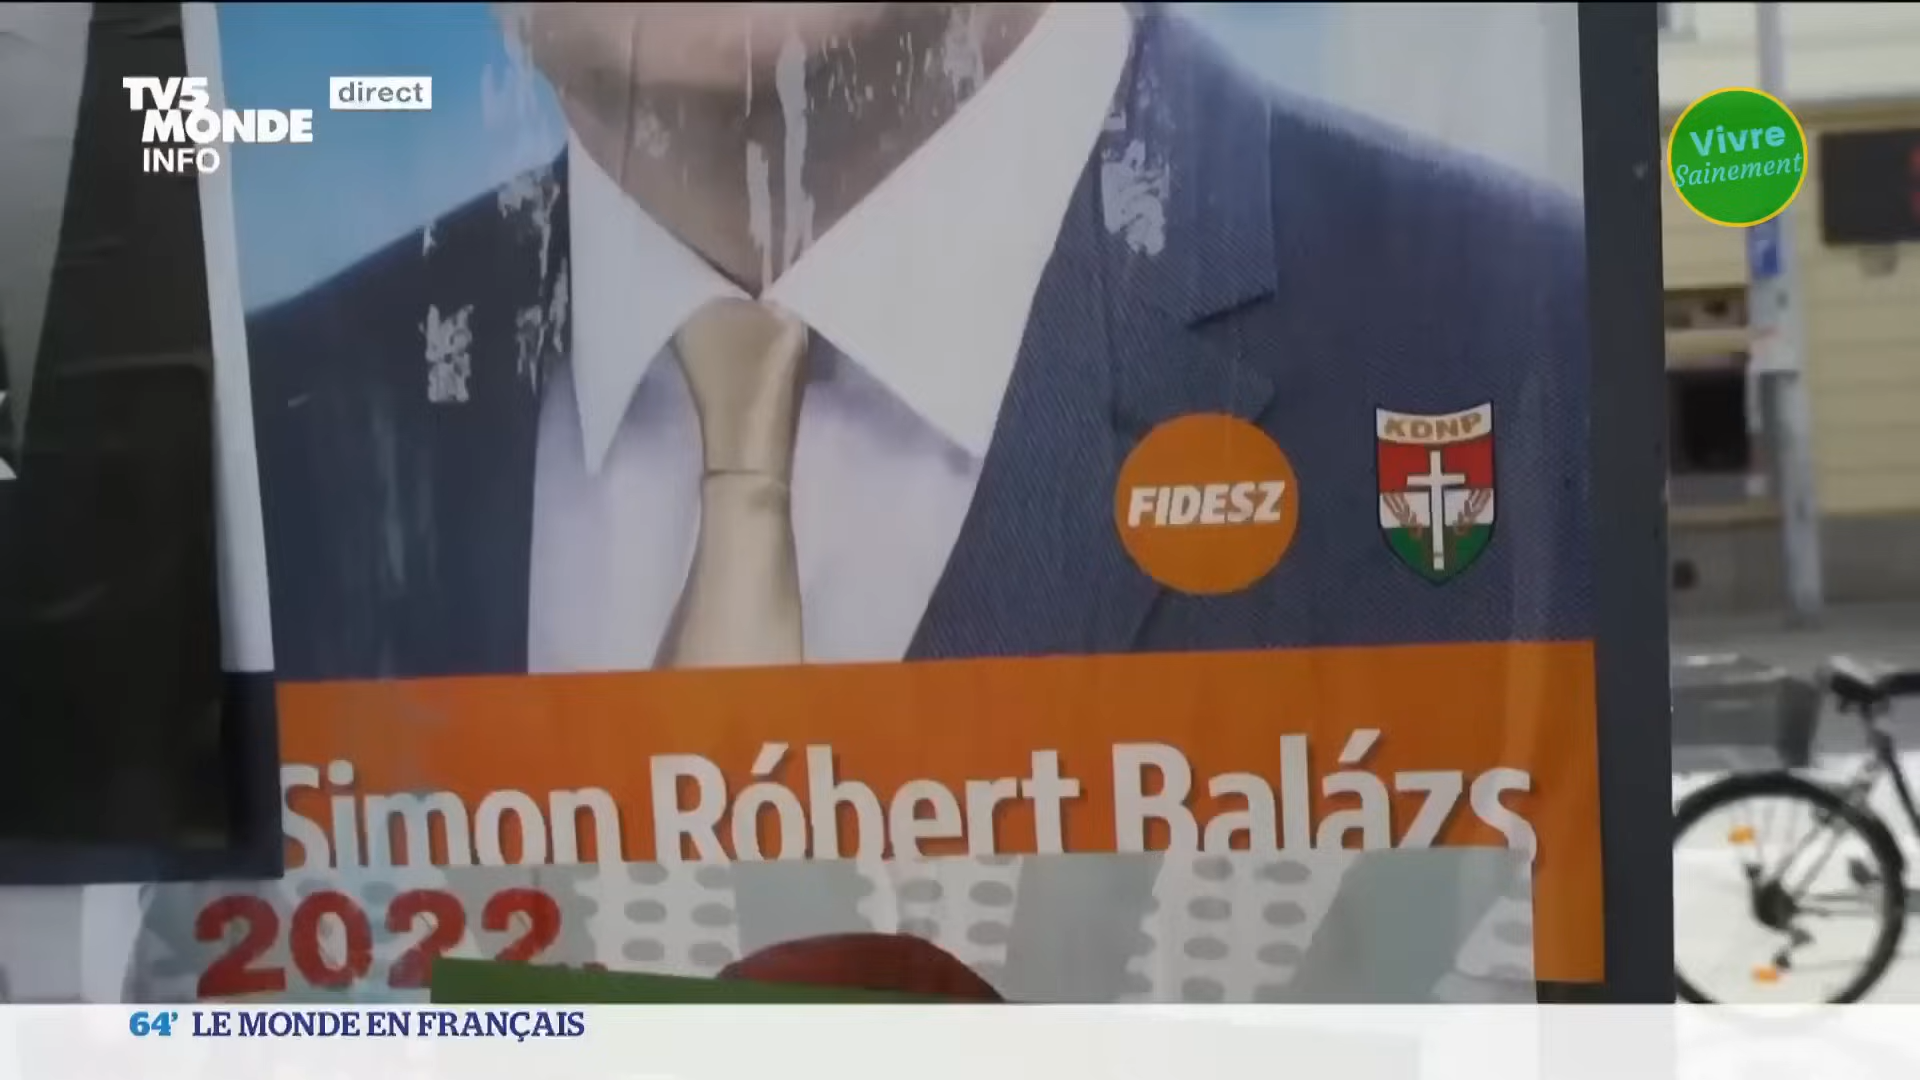 TV5
MONDE
INFO
direct
Vivre
Sainement
KDNP
FIDESZ
Simon Róbert Balázs
2022.
64' LE MONDE EN FRANÇAIS